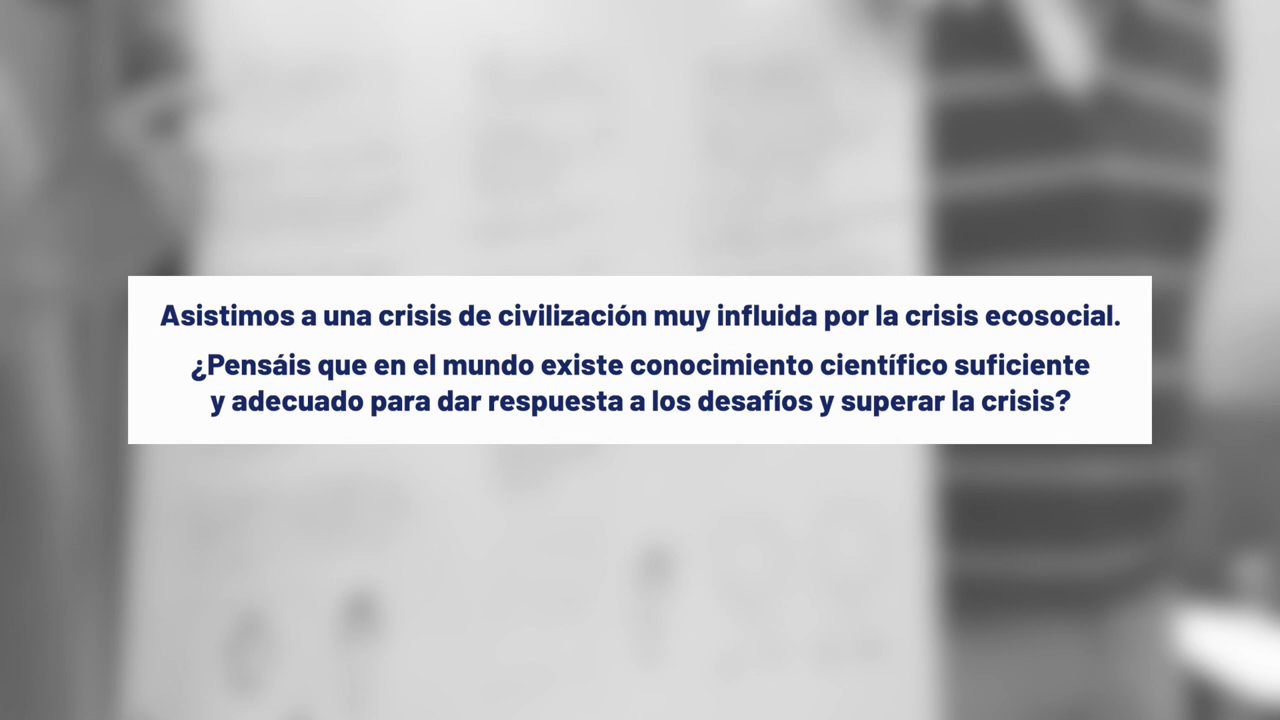 Asistimos a una crisis de civilización muy influida por la crisis ecosocial.
¿Pensáis que en el mundo existe conocimiento científico suficiente
y adecuado para dar respuesta a los desafíos y superar la crisis?